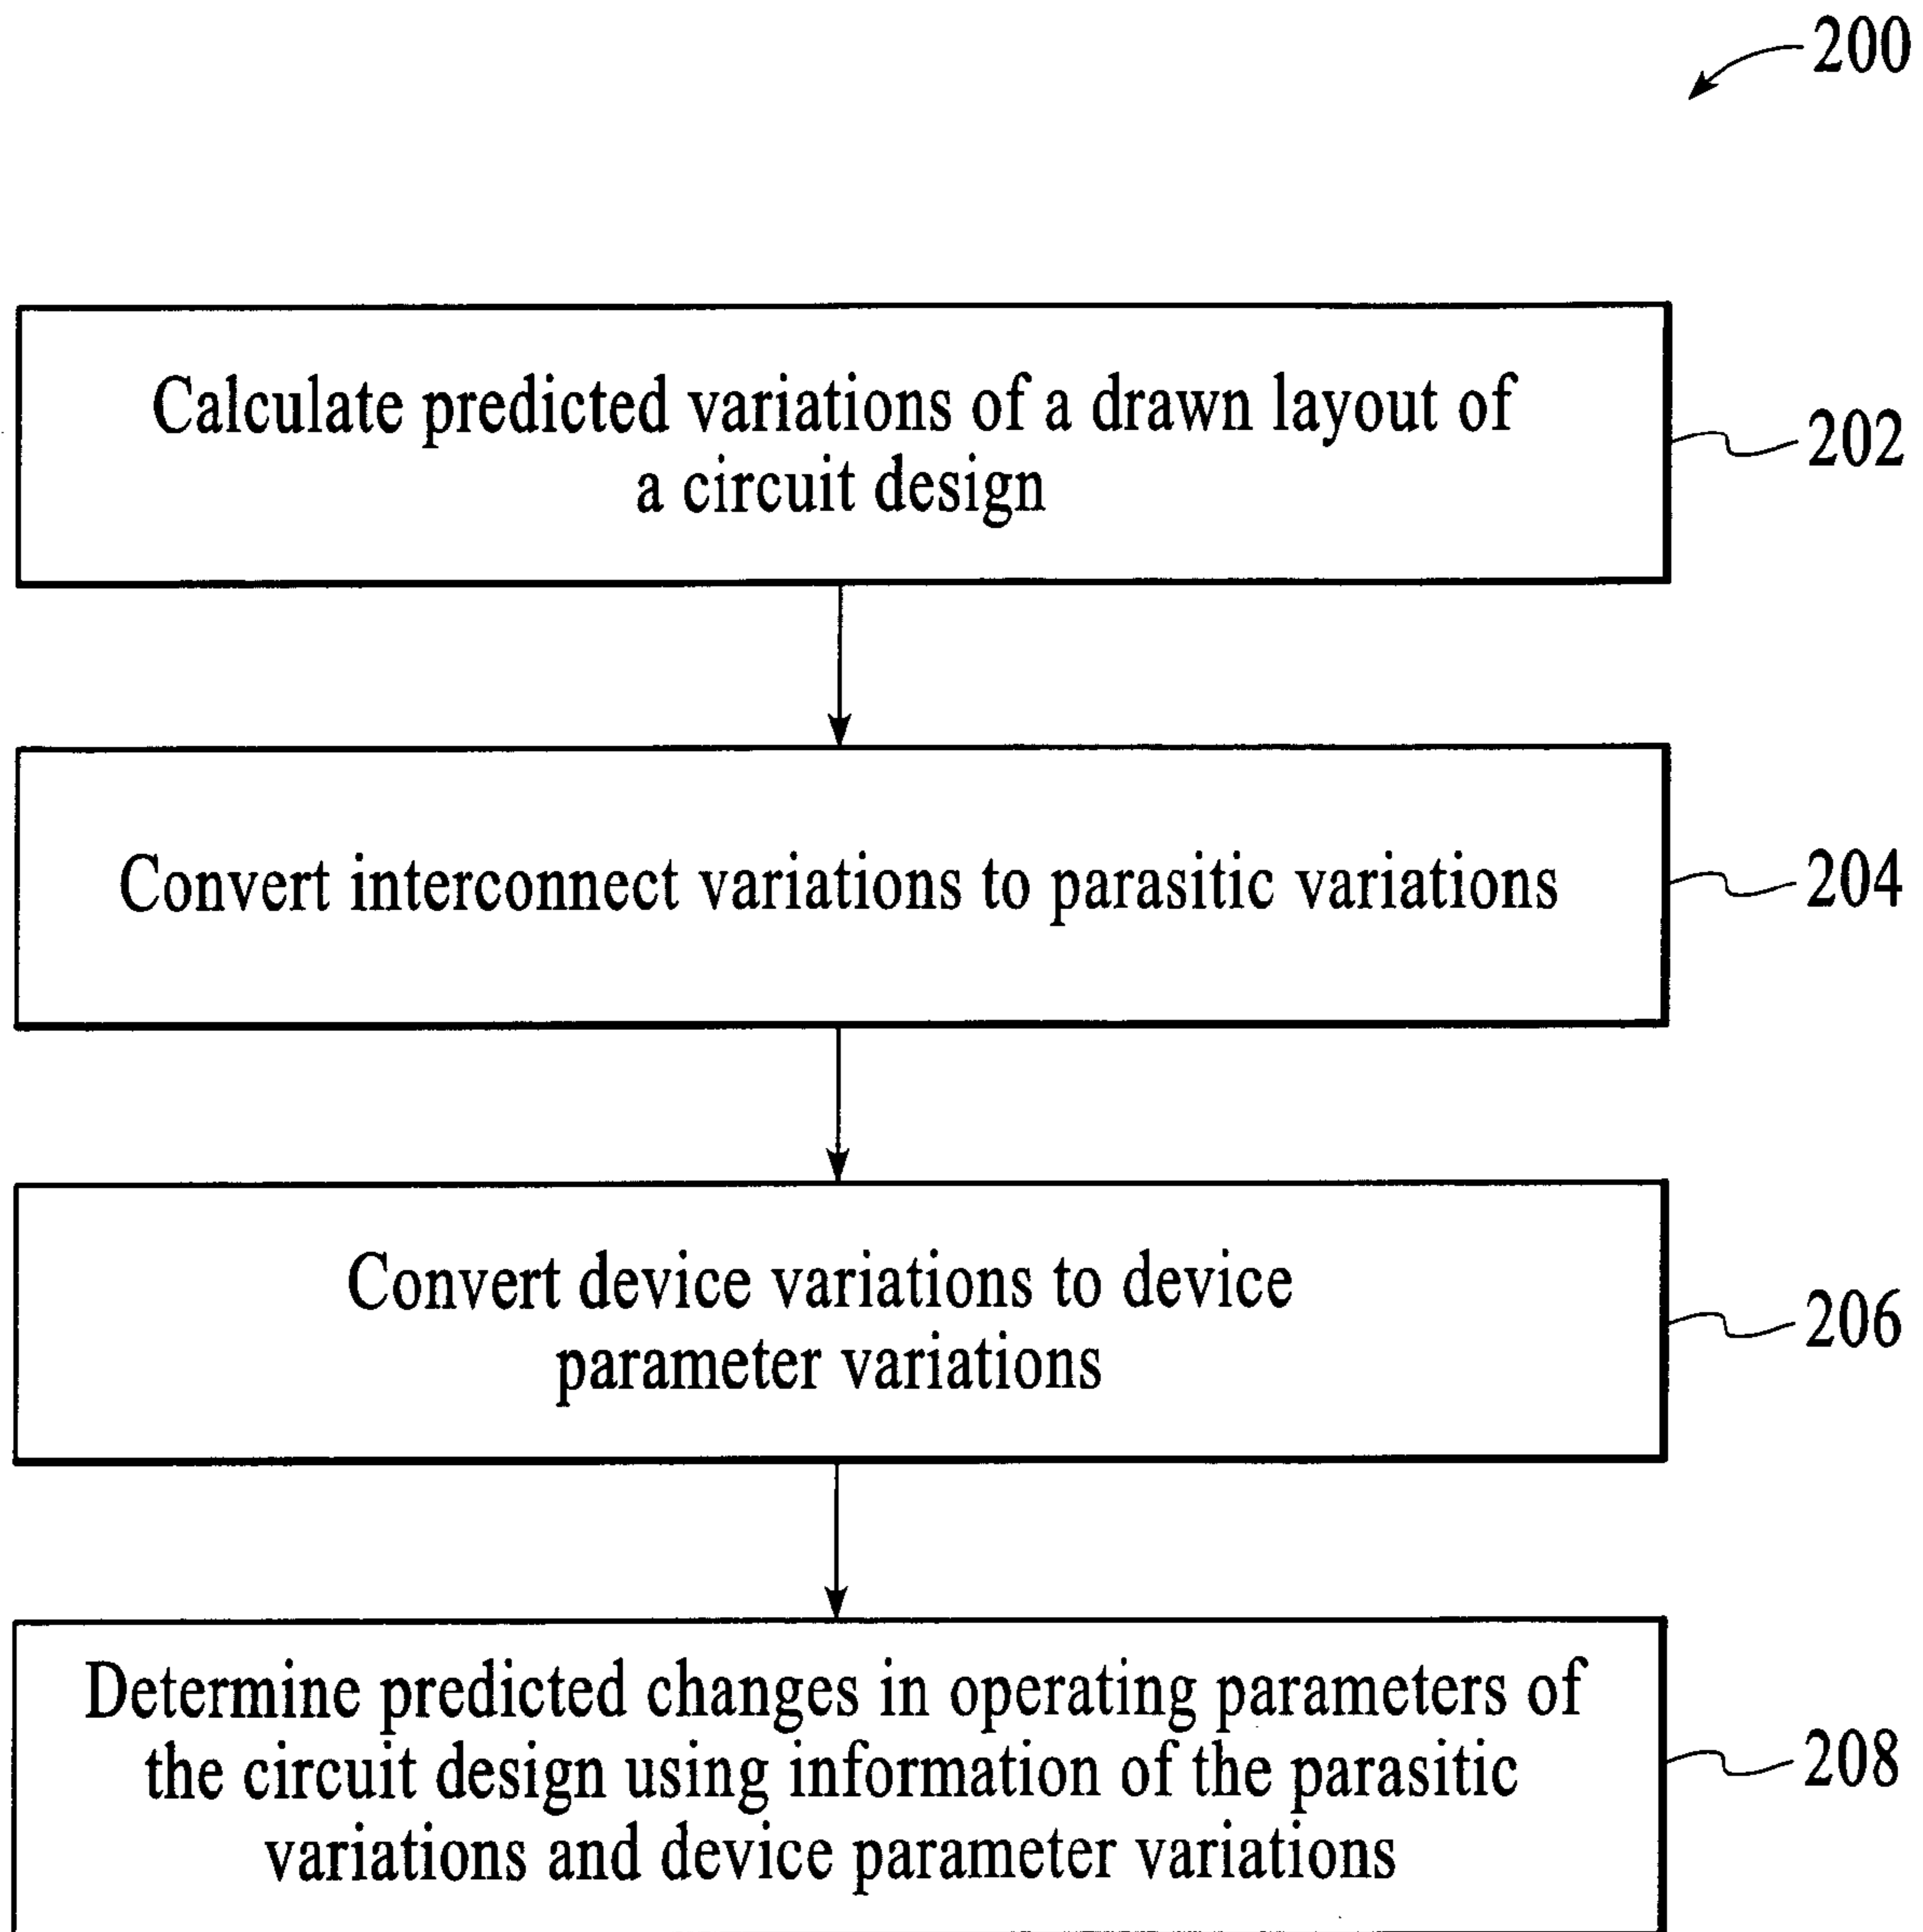 200
Calculate predicted variations of a drawn layout of
a circuit design
202
Convert interconnect variations to parasitic variations
204
Convert device variations to device
parameter variations
206
Determine predicted changes in operating parameters of
the circuit design using information of the parasitic
variations and device parameter variations
208